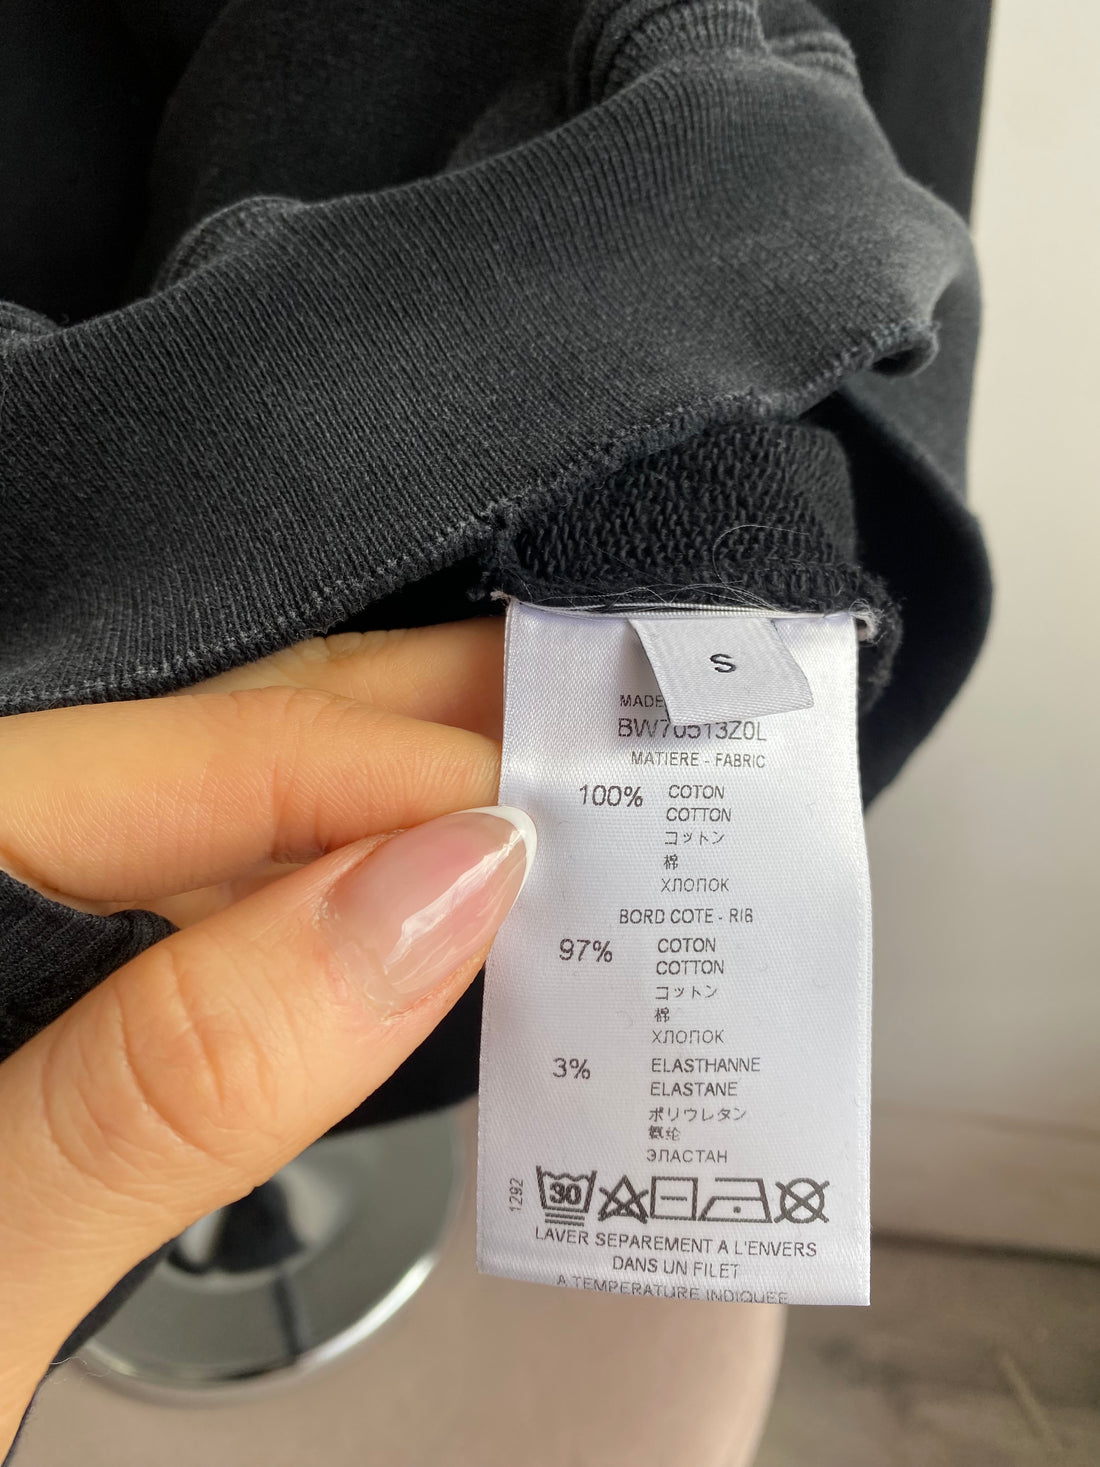 S
MADE
BW70513Z0L
MATIERE - FABRIC
100% COTON
COTTON
コットン
棉
ХЛОПОК
BORD COTE - RIB
97% COTON
COTTON
コットン
棉
ХЛОПОК
3% ELASTHANNE
ELASTANE
ポリウレタン
氨纶
ЭЛАСТАН
1292
30
LAVER SEPAREMENT A L'ENVERS
DANS UN FILET
A TEMPERATURE INDIQUEE